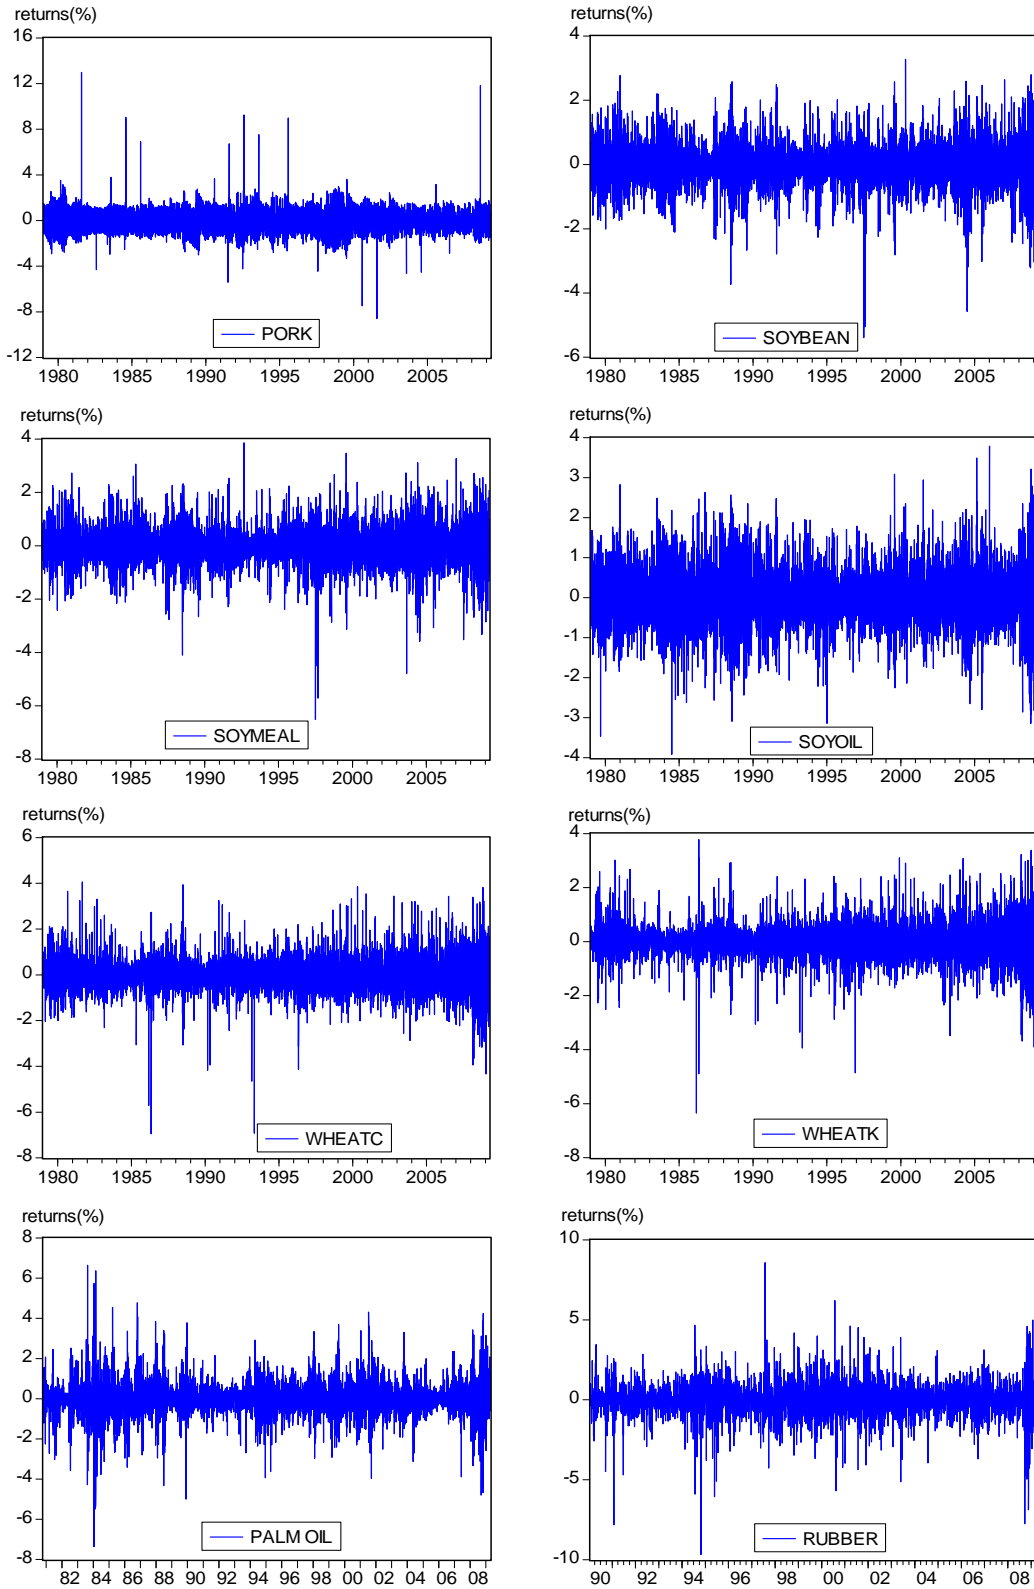 returns(%)
16
12
8
4
0
-4
-8
-12
PORK
1980 1985 1990 1995 2000 2005
returns(%)
4
2
0
-2
-4
-6
SOYBEAN
1980 1985 1990 1995 2000 2005
returns(%)
4
2
0
-2
-4
-6
-8
SOYMEAL
1980 1985 1990 1995 2000 2005
returns(%)
4
3
2
1
0
-1
-2
-3
-4
SOYOIL
1980 1985 1990 1995 2000 2005
returns(%)
6
4
2
0
-2
-4
-6
-8
WHEATC
1980 1985 1990 1995 2000 2005
returns(%)
4
2
0
-2
-4
-6
-8
WHEATK
1980 1985 1990 1995 2000 2005
returns(%)
8
6
4
2
0
-2
-4
-6
-8
PALM OIL
82 84 86 88 90 92 94 96 98 00 02 04 06 08
returns(%)
10
5
0
-5
-10
RUBBER
90 92 94 96 98 00 02 04 06 08